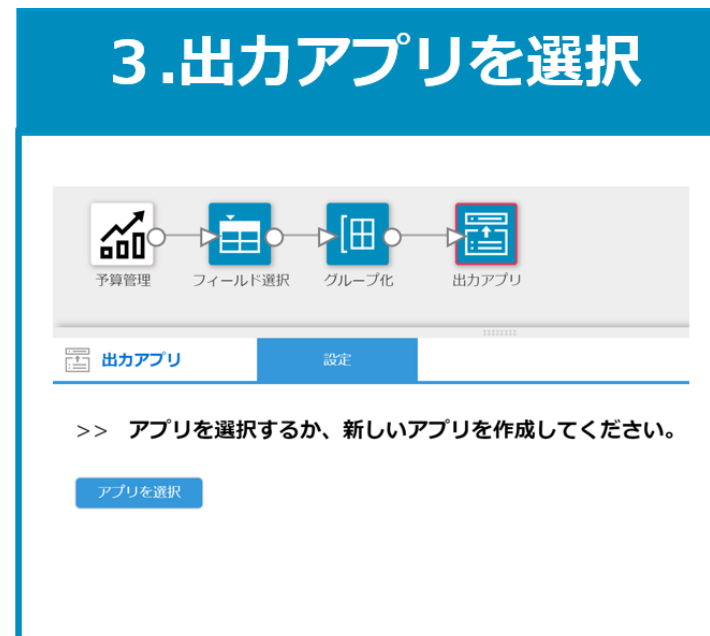 ３.出力アプリを選択
予算管理
フィールド選択
グループ化
出力アプリ
出力アプリ
設定
>> アプリを選択するか、新しいアプリを作成してください。
アプリを選択